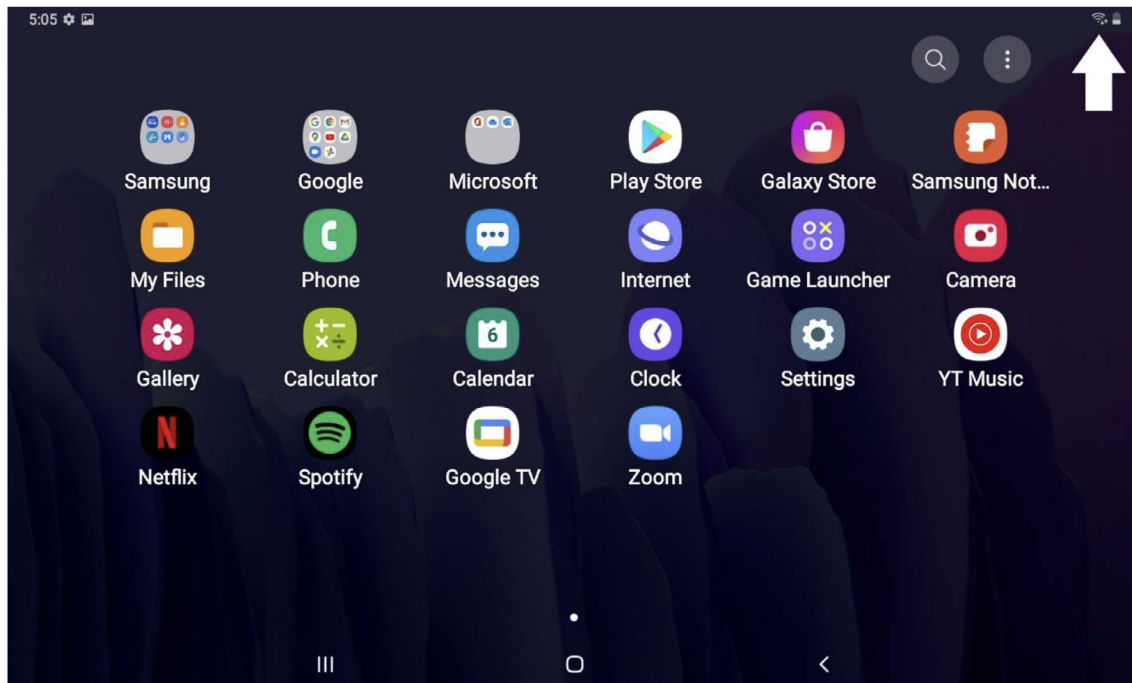 5:05
Samsung Google Microsoft Play Store Galaxy Store Samsung Not...
My Files Phone Messages Internet Game Launcher Camera
6
Gallery Calculator Calendar Clock Settings YT Music
N
Netflix Spotify Google TV Zoom